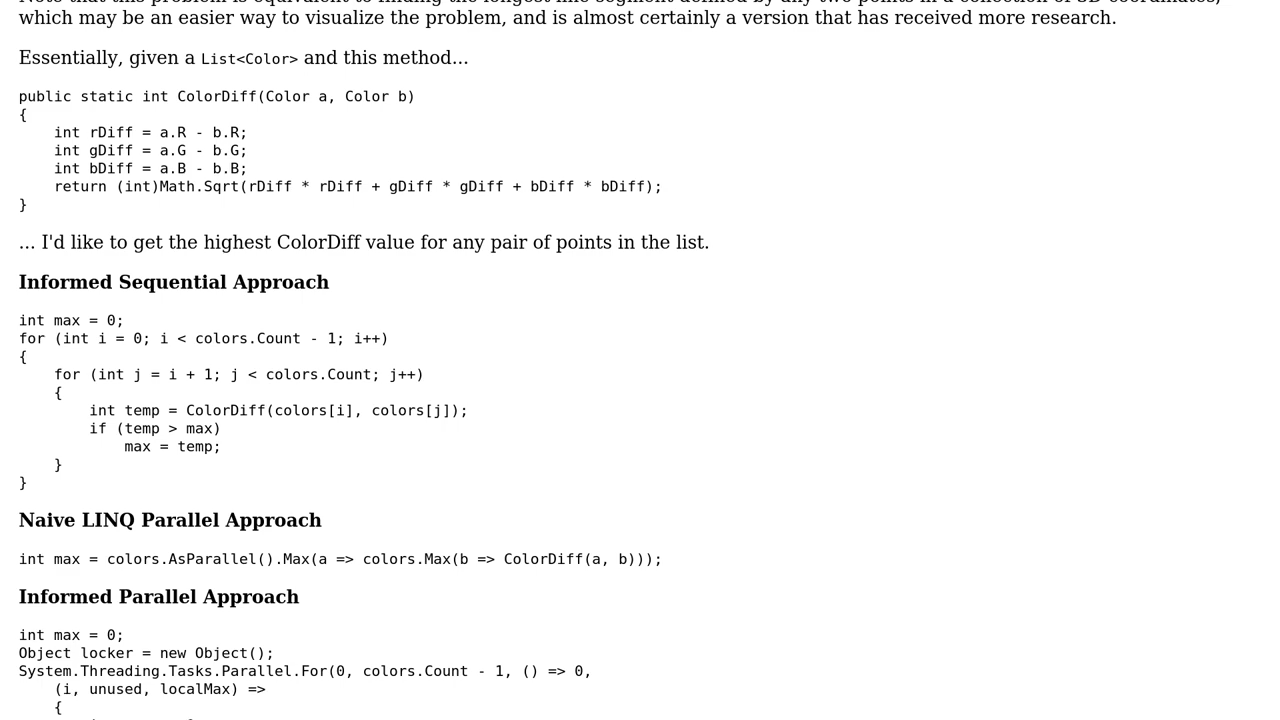 which may be an easier way to visualize the problem, and is almost certainly a version that has received more research.
Essentially, given a List<Color> and this method...
public static int ColorDiff(Color a, Color b)
{
    int rDiff = a.R - b.R;
    int gDiff = a.G - b.G;
    int bDiff = a.B - b.B;
    return (int)Math.Sqrt(rDiff * rDiff + gDiff * gDiff + bDiff * bDiff);
}
... I'd like to get the highest ColorDiff value for any pair of points in the list.
Informed Sequential Approach
int max = 0;
for (int i = 0; i < colors.Count - 1; i++)
{
    for (int j = i + 1; j < colors.Count; j++)
    {
        int temp = ColorDiff(colors[i], colors[j]);
        if (temp > max)
            max = temp;
    }
}
Naive LINQ Parallel Approach
int max = colors.AsParallel().Max(a => colors.Max(b => ColorDiff(a, b)));
Informed Parallel Approach
int max = 0;
Object locker = new Object();
System.Threading.Tasks.Parallel.For(0, colors.Count - 1, () => 0,
    (i, unused, localMax) =>
    {